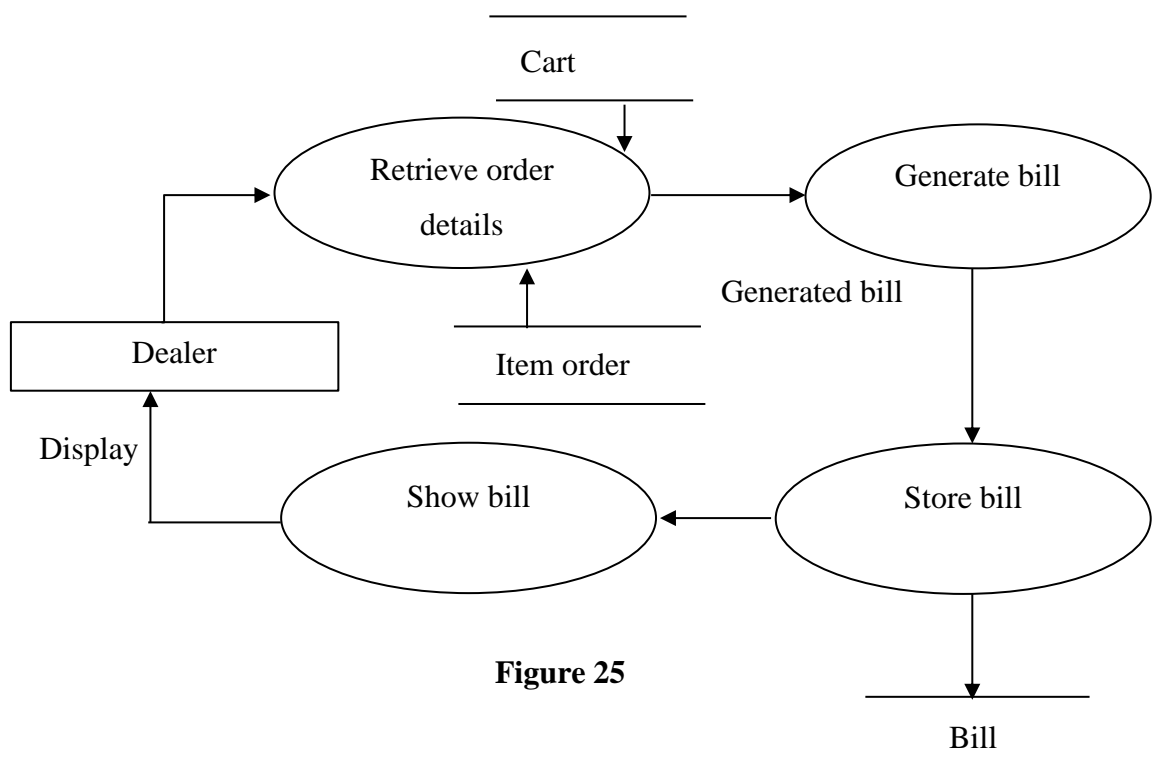 Cart
Retrieve order
details
Generate bill
Generated bill
Dealer
Item order
Display
Show bill
Store bill
Figure 25
Bill